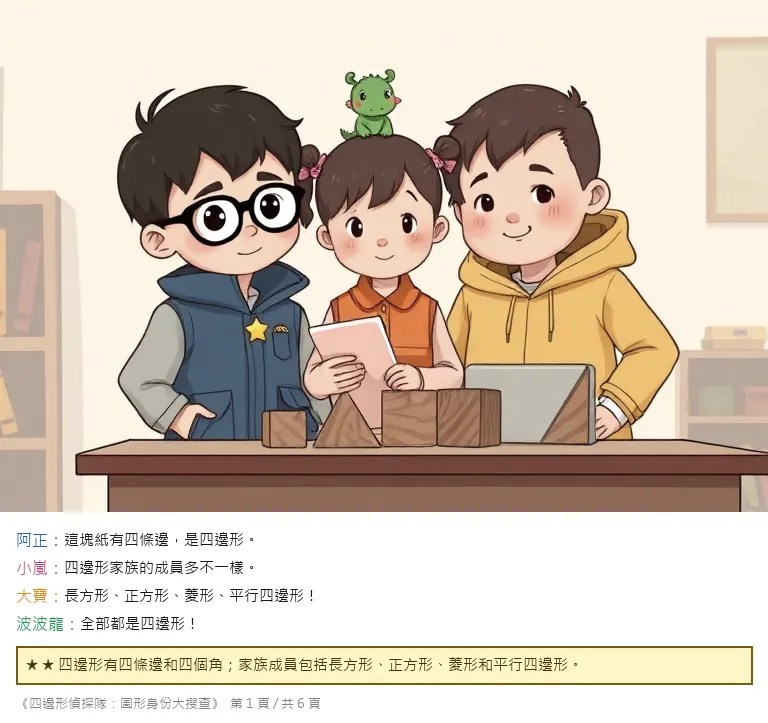 阿正：這塊紙有四條邊，是四邊形。
小嵐：四邊形家族的成員多不一樣。
大寶：長方形、正方形、菱形、平行四邊形！
波波龍：全部都是四邊形！
★★ 四邊形有四條邊和四個角；家族成員包括長方形、正方形、菱形和平行四邊形。
《四邊形偵探隊：圖形身份大搜查》 第 1 頁 / 共 6 頁